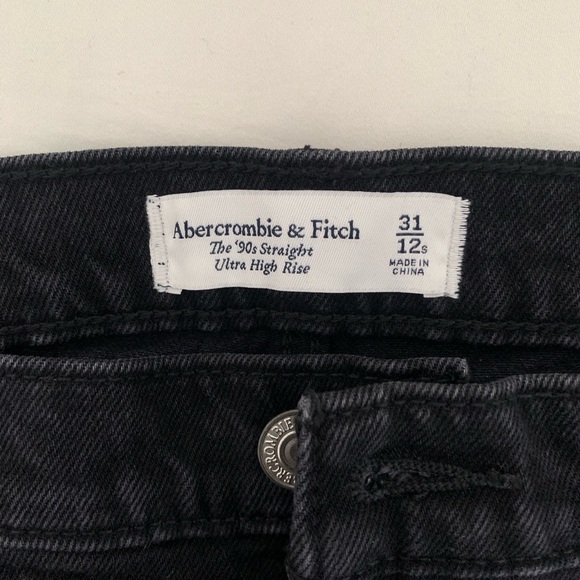 Abercrombie & Fitch
The '90s Straight
Ultra High Rise
31
12s
MADE IN
CHINA